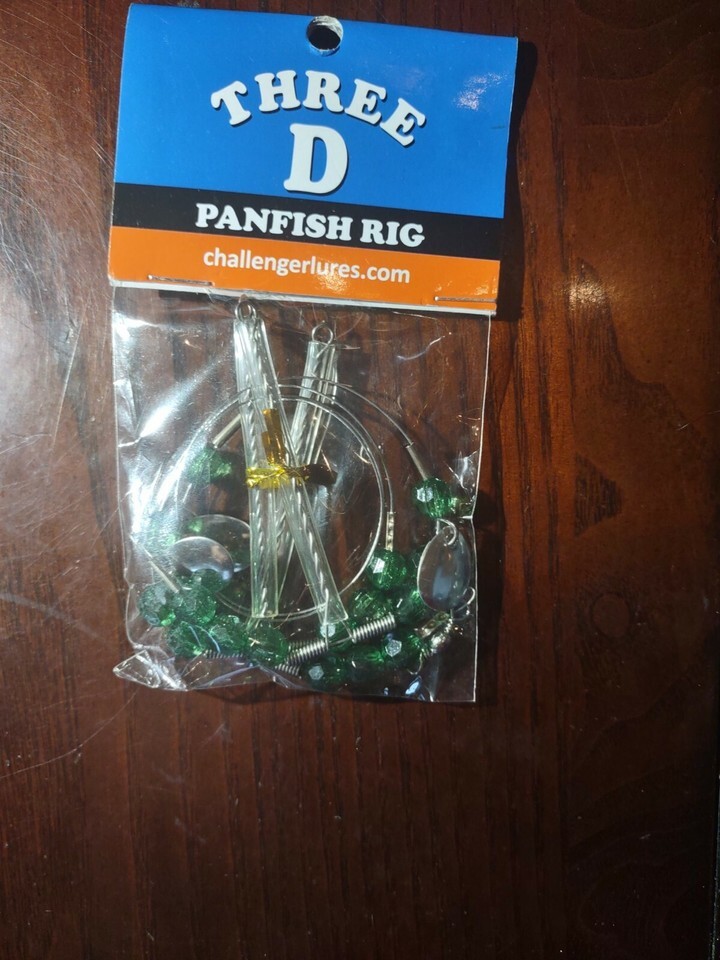 THREE
D
PANFISH RIG
challengerlures.com